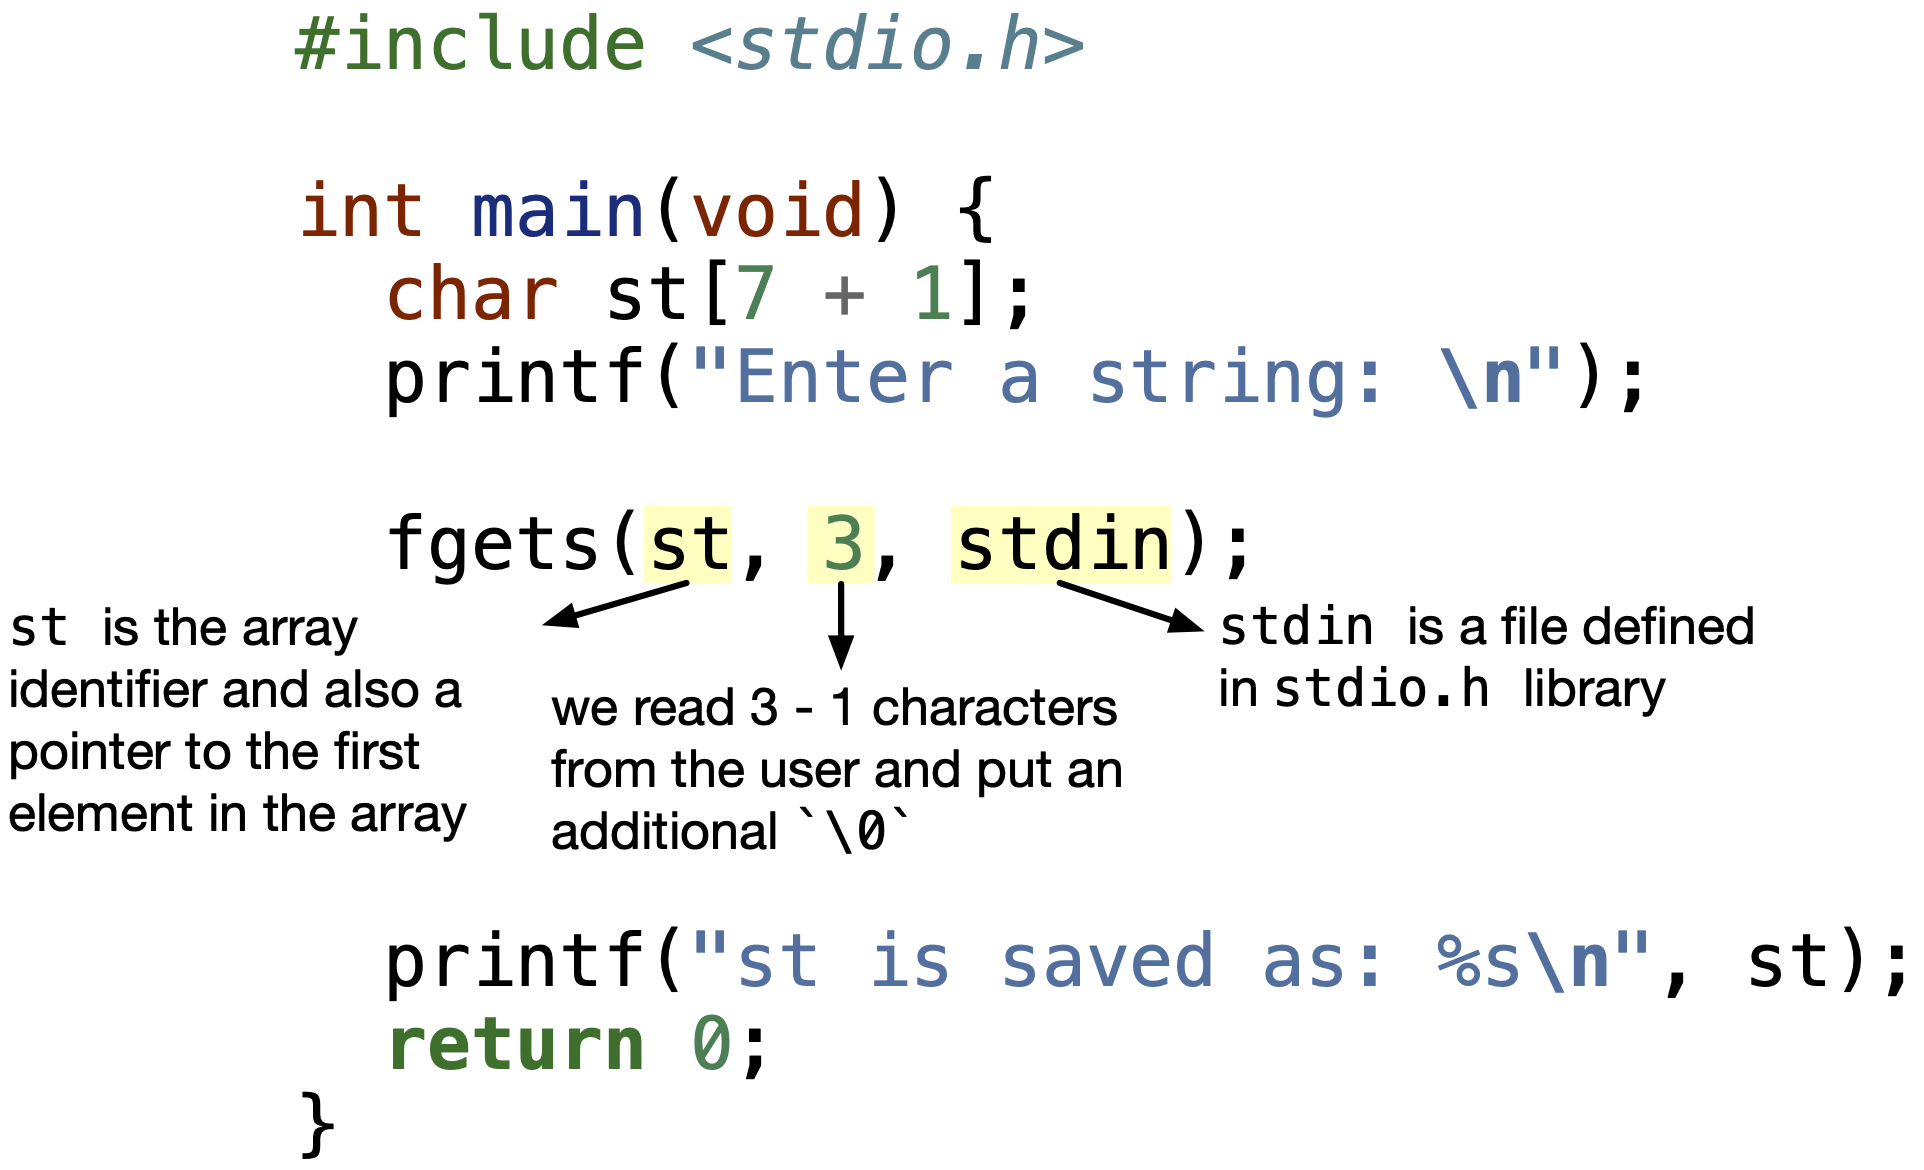 #include <stdio.h>
int main(void) {
char st[7 + 1];
printf("Enter a string: \n");
fgets(st, 3, stdin);
st is the array
identifier and also a
pointer to the first
element in the array
we read 3 - 1 characters
from the user and put an
additional `\0`
stdin is a file defined
in stdio.h library
printf("st is saved as: %s\n", st);
return 0;
}